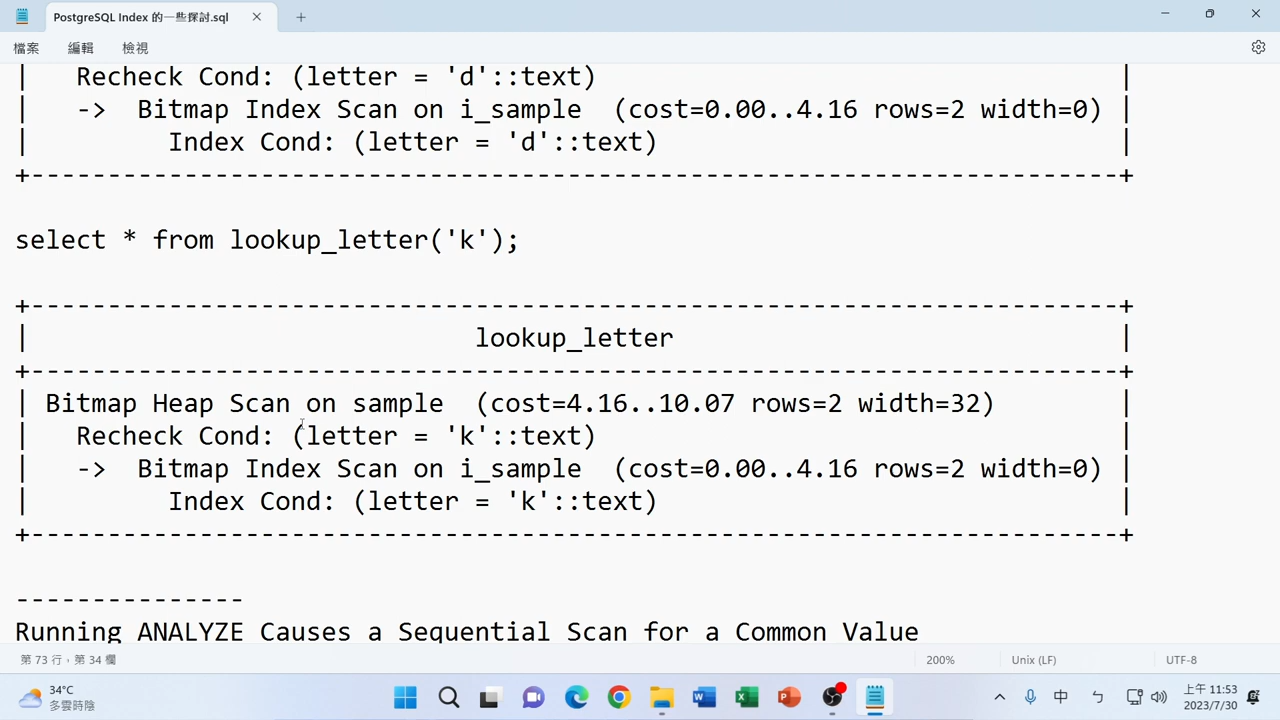 PostgreSQL Index 的一些探討.sql
檔案 編輯 檢視
| Recheck Cond: (letter = 'd'::text) |
| -> Bitmap Index Scan on i_sample (cost=0.00..4.16 rows=2 width=0) |
| Index Cond: (letter = 'd'::text) |
+------------------------------------------------------------------------+
select * from lookup_letter('k');
+------------------------------------------------------------------------+
| lookup_letter |
+------------------------------------------------------------------------+
| Bitmap Heap Scan on sample (cost=4.16..10.07 rows=2 width=32) |
| Recheck Cond: (letter = 'k'::text) |
| -> Bitmap Index Scan on i_sample (cost=0.00..4.16 rows=2 width=0) |
| Index Cond: (letter = 'k'::text) |
+------------------------------------------------------------------------+
---------------
Running ANALYZE Causes a Sequential Scan for a Common Value
第 73 行，第 34 欄 200% Unix (LF) UTF-8
34°C
多雲時陰
中
上午 11:53
2023/7/30